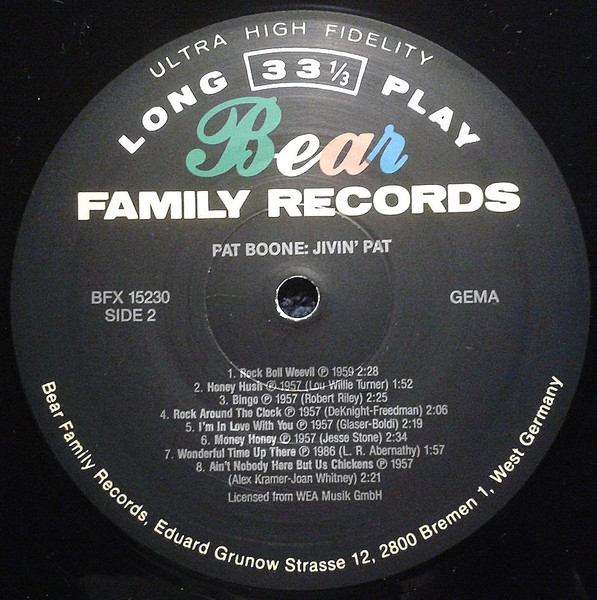 ULTRA HIGH FIDELITY
LONG 33 1/3 PLAY
Bear
FAMILY RECORDS
PAT BOONE: JIVIN' PAT
BFX 15230
SIDE 2
GEMA
1. Rock Boll Weevil ℗ 1959 2:28
2. Honey Hush ℗ 1957 (Lou Willie Turner) 1:52
3. Bingo ℗ 1957 (Robert Riley) 2:25
4. Rock Around The Clock ℗ 1957 (DeKnight-Freedman) 2:06
5. I'm In Love With You ℗ 1957 (Glaser-Boldi) 2:19
6. Money Honey ℗ 1957 (Jesse Stone) 2:34
7. Wonderful Time Up There ℗ 1986 (L. R. Abernathy) 1:57
8. Ain't Nobody Here But Us Chickens ℗ 1957
(Alex Kramer-Joan Whitney) 2:21
Licensed from WEA Musik GmbH
Bear Family Records, Eduard Grunow Strasse 12, 2800 Bremen 1, West Germany